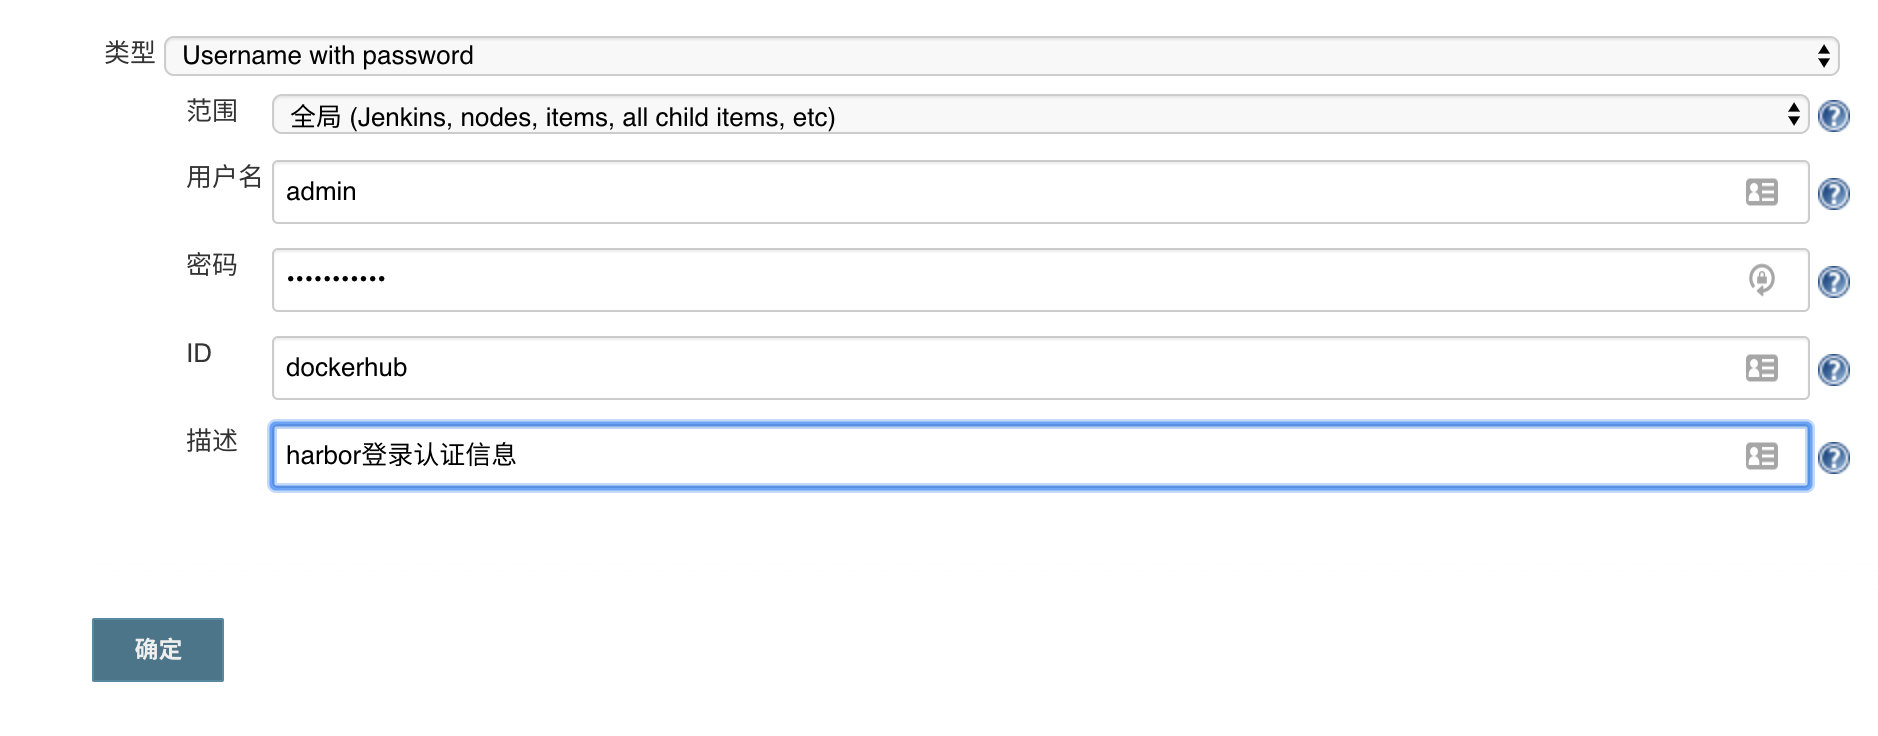 类型 Username with password
范围 全局 (Jenkins, nodes, items, all child items, etc)
用户名 admin
密码 •••••••••••
ID dockerhub
描述 harbor登录认证信息
确定